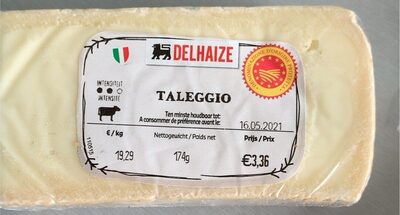 DELHAIZE
INTENSITEIT
INTENSITÉ
TALEGGIO
Ten minste houdbaar tot:
A consommer de préférence avant le:
16.05.2021
€ / kg
Nettogewicht / Poids net
Prijs / Prix
19,29
174g
€3,36
110515